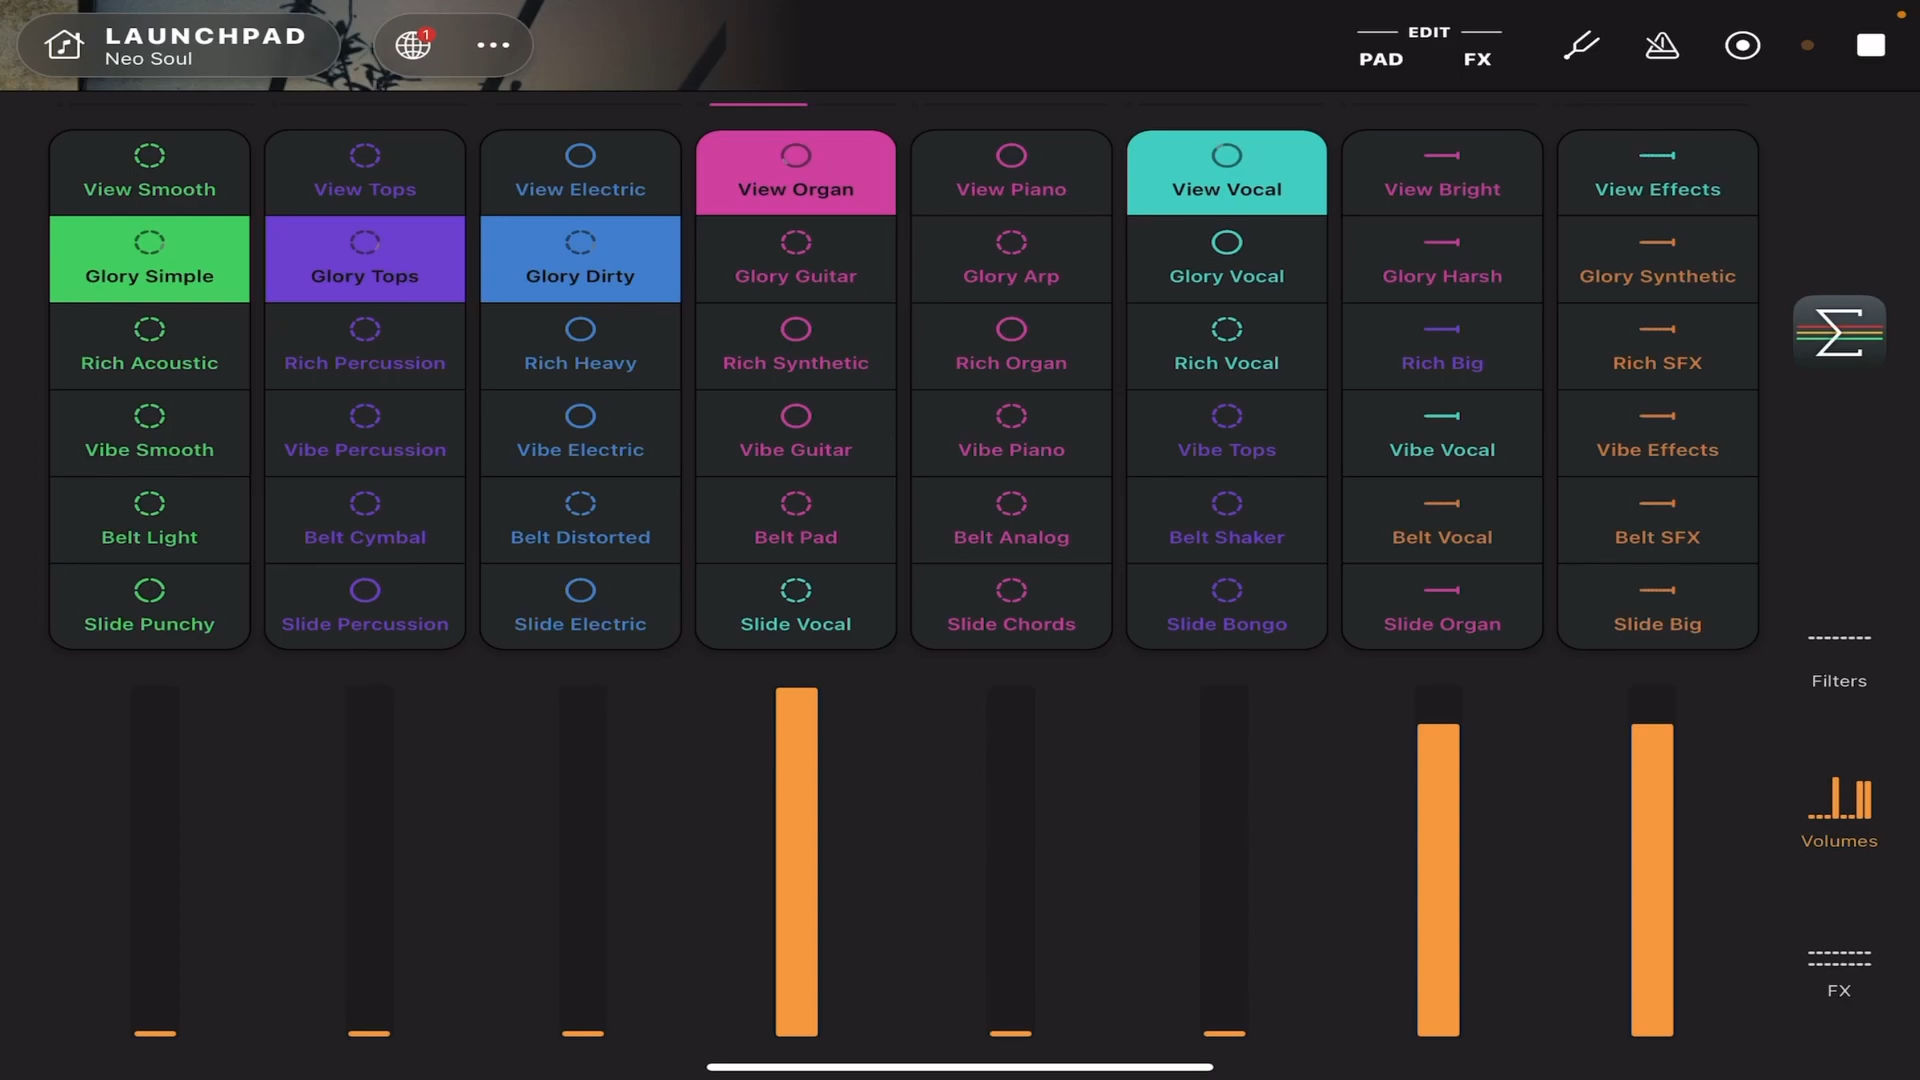 LAUNCHPAD
Neo Soul
1
EDIT
PAD FX
View Smooth View Tops View Electric View Organ View Piano View Vocal View Bright View Effects
Glory Simple Glory Tops Glory Dirty Glory Guitar Glory Arp Glory Vocal Glory Harsh Glory Synthetic
Rich Acoustic Rich Percussion Rich Heavy Rich Synthetic Rich Organ Rich Vocal Rich Big Rich SFX
Vibe Smooth Vibe Percussion Vibe Electric Vibe Guitar Vibe Piano Vibe Tops Vibe Vocal Vibe Effects
Belt Light Belt Cymbal Belt Distorted Belt Pad Belt Analog Belt Shaker Belt Vocal Belt SFX
Slide Punchy Slide Percussion Slide Electric Slide Vocal Slide Chords Slide Bongo Slide Organ Slide Big
Filters
Volumes
FX